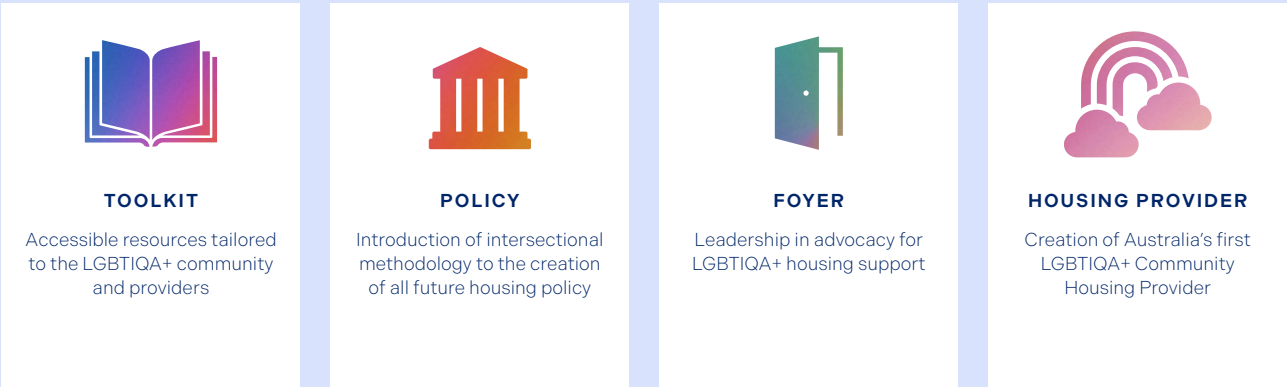 TOOLKIT
Accessible resources tailored
to the LGBTIQA+ community
and providers
POLICY
Introduction of intersectional
methodology to the creation
of all future housing policy
FOYER
Leadership in advocacy for
LGBTIQA+ housing support
HOUSING PROVIDER
Creation of Australia’s first
LGBTIQA+ Community
Housing Provider